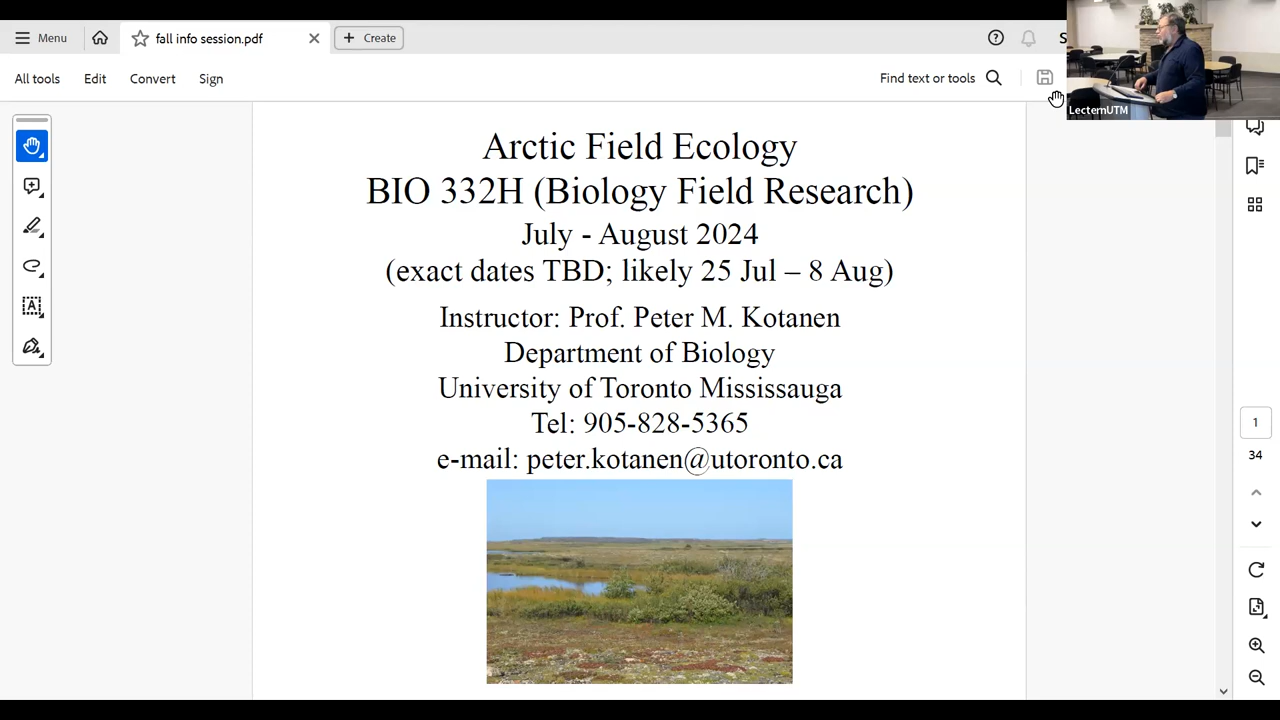 Menu
fall info session.pdf
Create
S
All tools
Edit
Convert
Sign
Find text or tools
LecternUTM
Arctic Field Ecology
BIO 332H (Biology Field Research)
July - August 2024
(exact dates TBD; likely 25 Jul – 8 Aug)
Instructor: Prof. Peter M. Kotanen
Department of Biology
University of Toronto Mississauga
Tel: 905-828-5365
e-mail: peter.kotanen@utoronto.ca
1
34